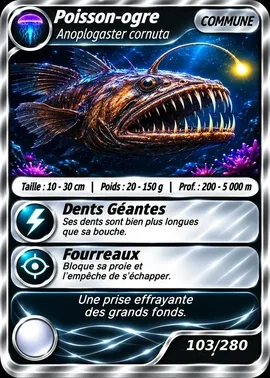 Poisson-ogre
COMMUNE
Anoplogaster cornuta
Taille : 10 - 30 cm | Poids : 20 - 150 g | Prof. : 200 - 5 000 m
Dents Géantes
Ses dents sont bien plus longues
que sa bouche.
Fourreaux
Bloque sa proie et
l'empêche de s'échapper.
Une prise effrayante
des grands fonds.
103/280